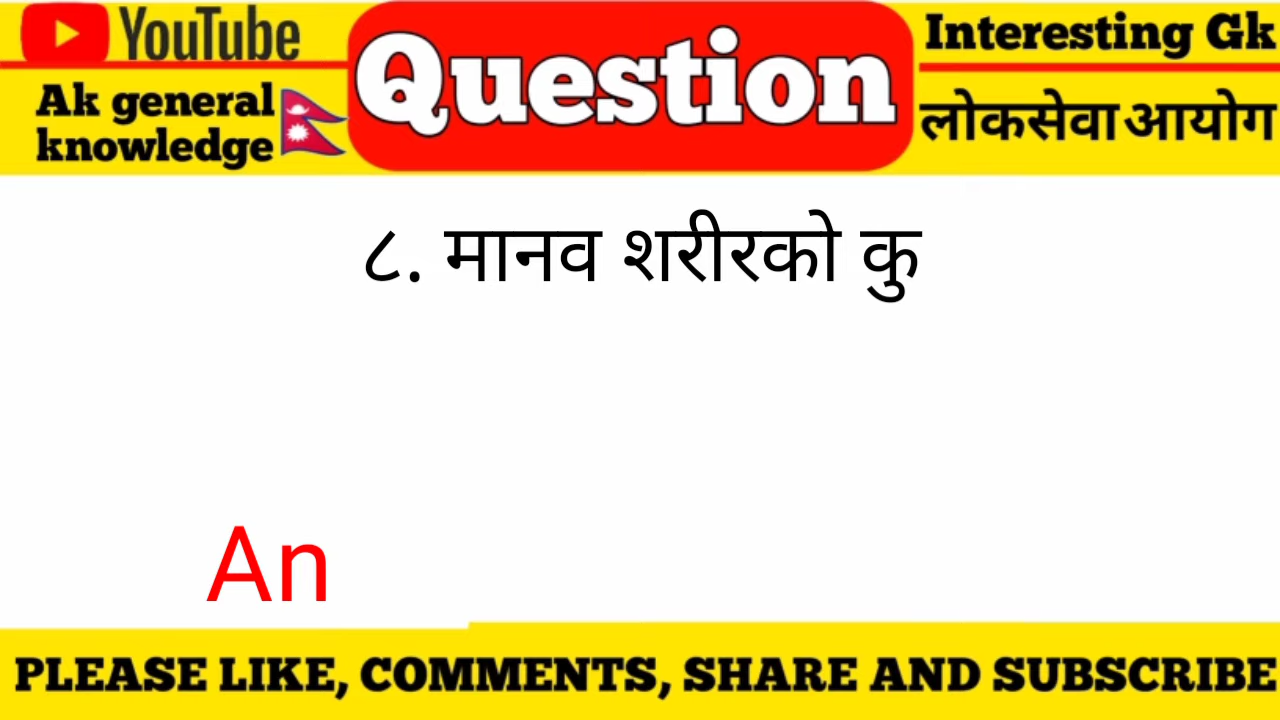 YouTube
Ak general
knowledge
Question
Interesting Gk
लोकसेवा आयोग
८. मानव शरीरको कु
An
PLEASE LIKE, COMMENTS, SHARE AND SUBSCRIBE